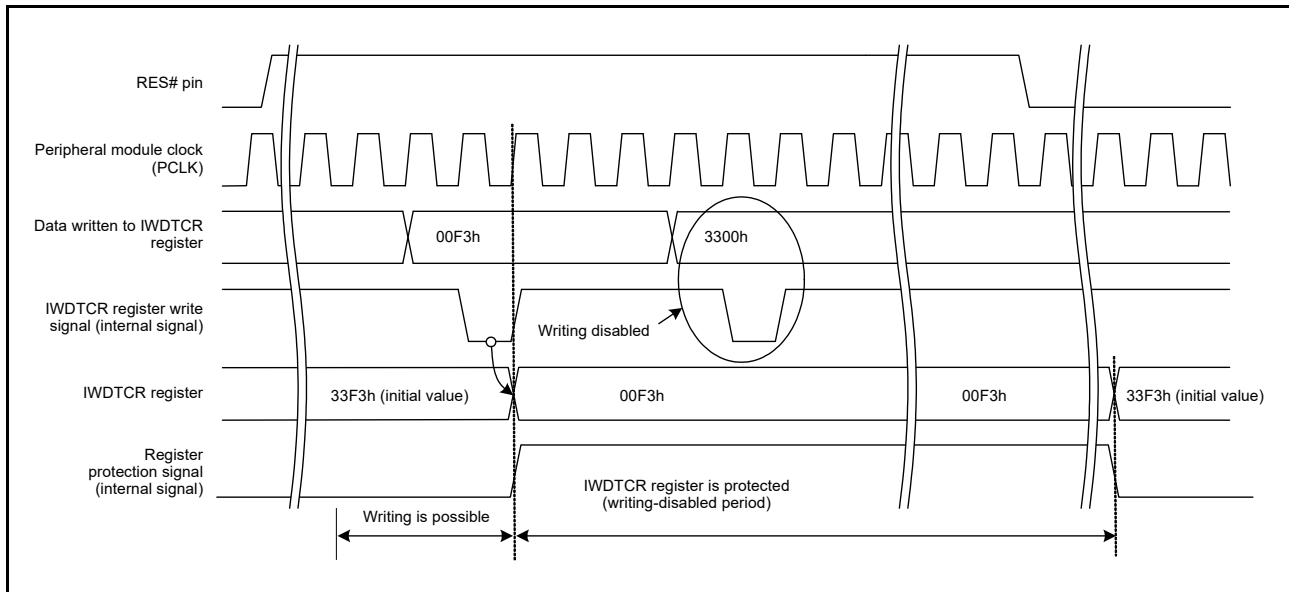 RES# pin
Peripheral module clock
(PCLK)
Data written to IWDTCR
register
00F3h
3300h
IWDTCR register write
signal (internal signal)
Writing disabled
IWDTCR register
33F3h (initial value)
00F3h
00F3h
33F3h (initial value)
Register
protection signal
(internal signal)
IWDTCR register is protected
(writing-disabled period)
Writing is possible